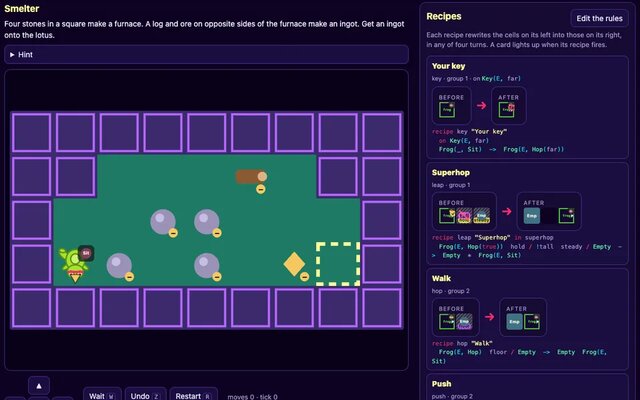 Smelter
Four stones in a square make a furnace. A log and ore on opposite sides of the furnace make an ingot. Get an ingot
onto the lotus.
▸ Hint
Sit
▲
Wait W
Undo Z
Restart R
moves 0 · tick 0
Recipes
Edit the rules
Each recipe rewrites the cells on its left into those on its right,
in any of four turns. A card lights up when its recipe fires.
Your key
key · group 1 · on Key(E, far)
BEFORE
AFTER
recipe key "Your key"
on Key(E, far)
Frog(_, Sit) -> Frog(E, Hop(far))
Superhop
leap · group 1
BEFORE
AFTER
Emp
recipe leap "Superhop" in superhop
Frog(E, Hop(true)) hold / !tall steady / Empty -
> Empty * Frog(E, Sit)
Walk
hop · group 2
BEFORE
AFTER
Emp
Emp
recipe hop "Walk"
Frog(E, Hop) floor / Empty -> Empty Frog(E,
Sit)
Push
push · group 2